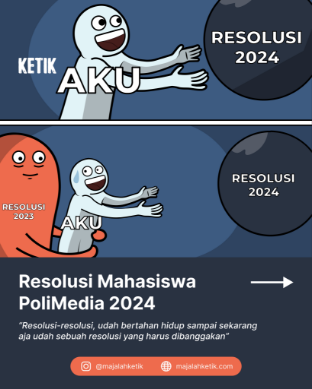 RESOLUSI
2024
KETIK
AKU
RESOLUSI
2023
AKU
RESOLUSI
2024
Resolusi Mahasiswa
PoliMedia 2024
"Resolusi-resolusi, udah bertahan hidup sampai sekarang
aja udah sebuah resolusi yang harus dibanggakan"
@majalahketik
majalahketik.com